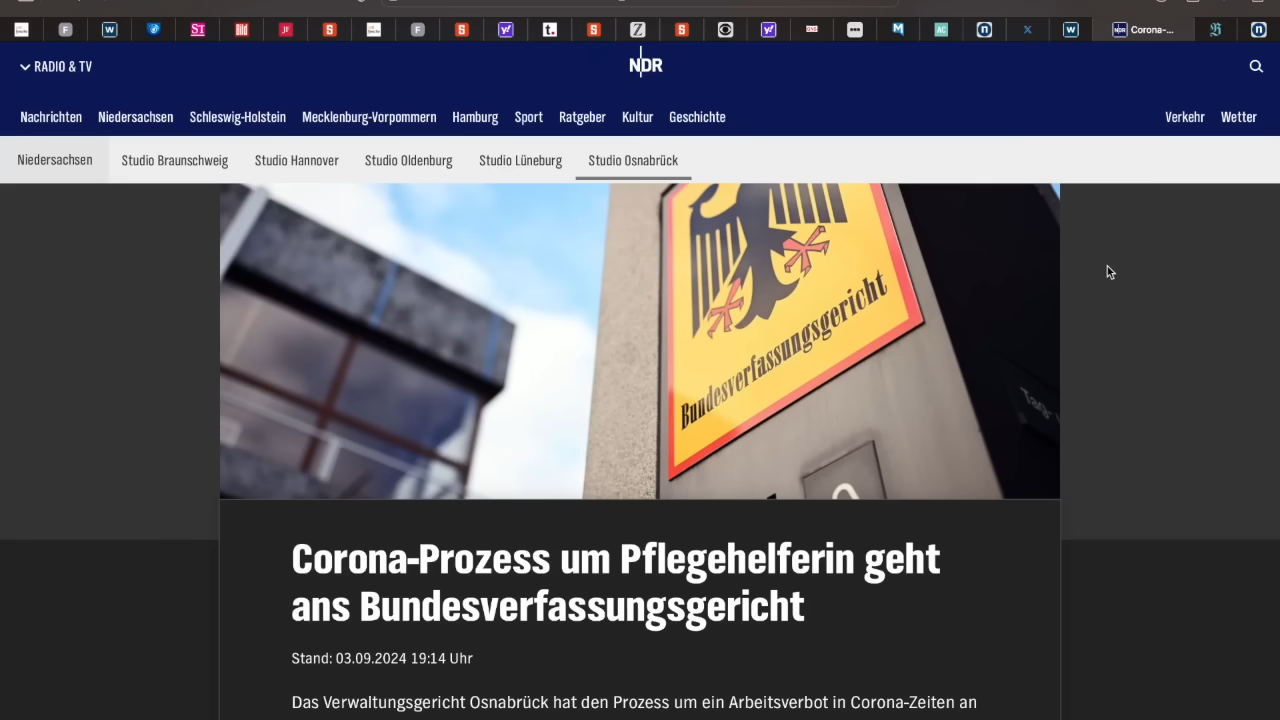 Corona-...
RADIO & TV
NDR
Nachrichten Niedersachsen Schleswig-Holstein Mecklenburg-Vorpommern Hamburg Sport Ratgeber Kultur Geschichte Verkehr Wetter
Niedersachsen Studio Braunschweig Studio Hannover Studio Oldenburg Studio Lüneburg Studio Osnabrück
Bundesverfassungsgericht
Corona-Prozess um Pflegehelferin geht
ans Bundesverfassungsgericht
Stand: 03.09.2024 19:14 Uhr
Das Verwaltungsgericht Osnabrück hat den Prozess um ein Arbeitsverbot in Corona-Zeiten an